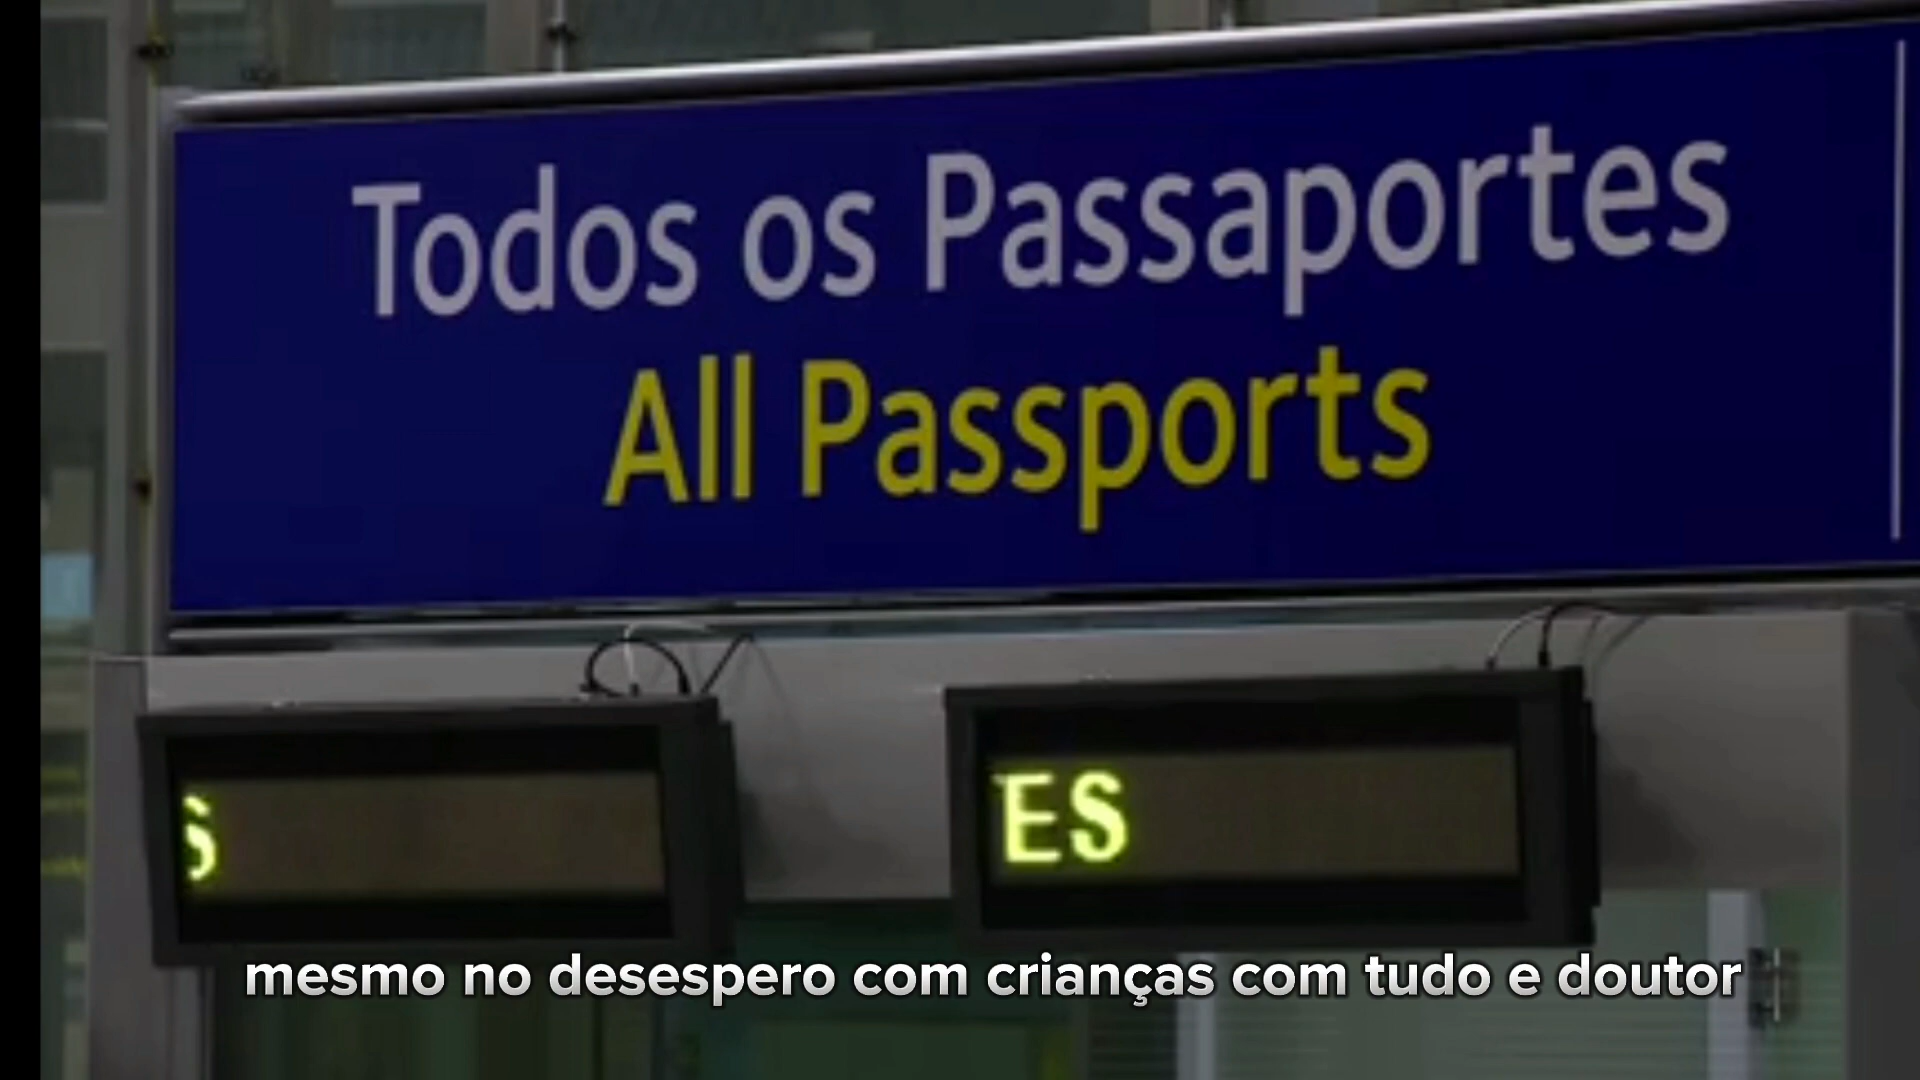 Todos os Passaportes
All Passports
S
ES
mesmo no desespero com crianças com tudo e doutor